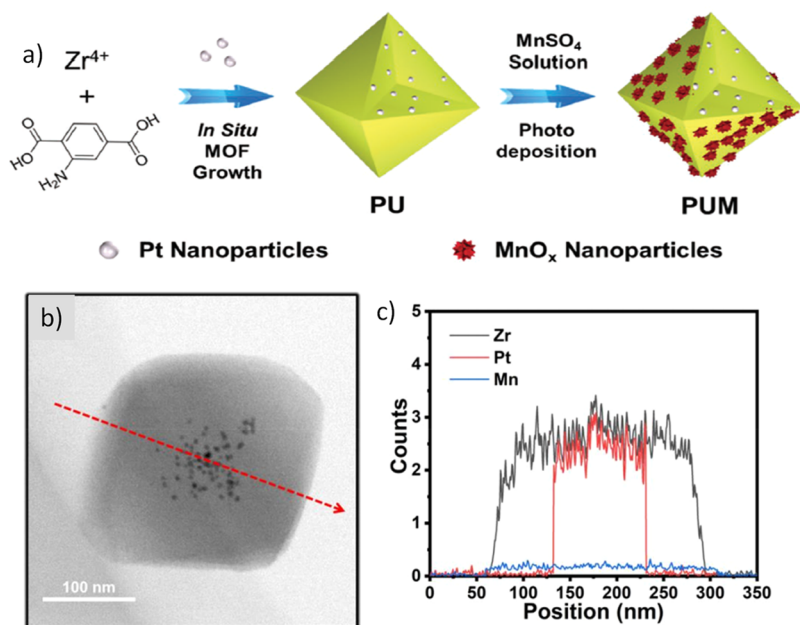 a)
Zr⁴⁺
+
HO
O
O
OH
H₂N
In Situ
MOF
Growth
PU
MnSO₄
Solution
Photo
deposition
PUM
Pt Nanoparticles
MnOₓ Nanoparticles
b)
100 nm
c)
Zr
Pt
Mn
Counts
5
4
3
2
1
0
0 50 100 150 200 250 300 350
Position (nm)